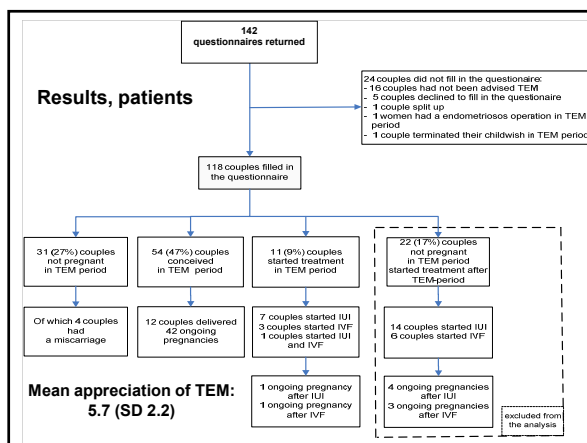 142
questionnaires returned
24 couples did not fill in the questionaire:
- 16 couples had not been advised TEM
- 5 couples declined to fill in the questionaire
- 1 couple split up
- 1 women had a endometriosos operation in TEM
period
- 1 couple terminated their childwish in TEM period
Results, patients
118 couples filled in
the questionnaire
31 (27%) couples
not pregnant
in TEM period
54 (47%) couples
conceived
in TEM period
11 (9%) couples
started treatment
in TEM period
22 (17%) couples
not pregnant
in TEM period
started treatment after
TEM-period
Of which 4 couples
had
a miscarriage
12 couples delivered
42 ongoing
pregnancies
7 couples started IUI
3 couples started IVF
1 couples started IUI
and IVF
14 couples started IUI
6 couples started IVF
Mean appreciation of TEM:
5.7 (SD 2.2)
1 ongoing pregnancy
after IUI
1 ongoing pregnancy
after IVF
4 ongoing pregnancies
after IUI
3 ongoing pregnancies
after IVF
excluded from
the analysis